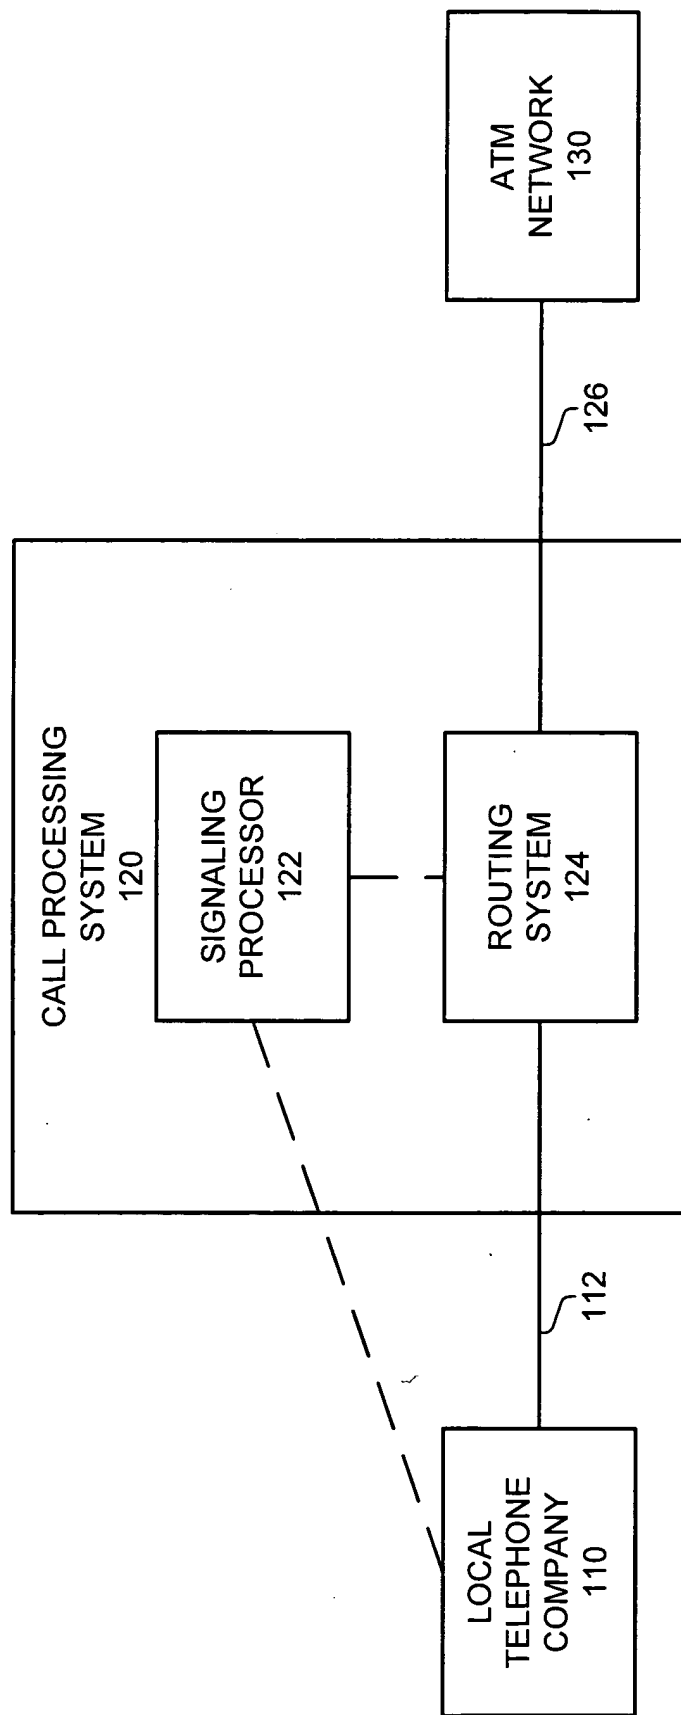 CALL PROCESSING
SYSTEM
120
SIGNALING
PROCESSOR
122
LOCAL
TELEPHONE
COMPANY
110
112
ROUTING
SYSTEM
124
126
ATM
NETWORK
130